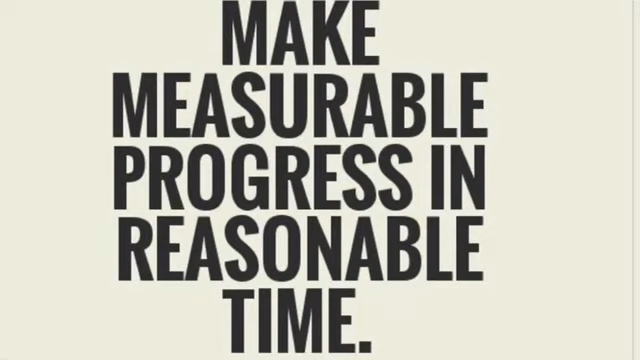 MAKE
MEASURABLE
PROGRESS IN
REASONABLE
TIME.